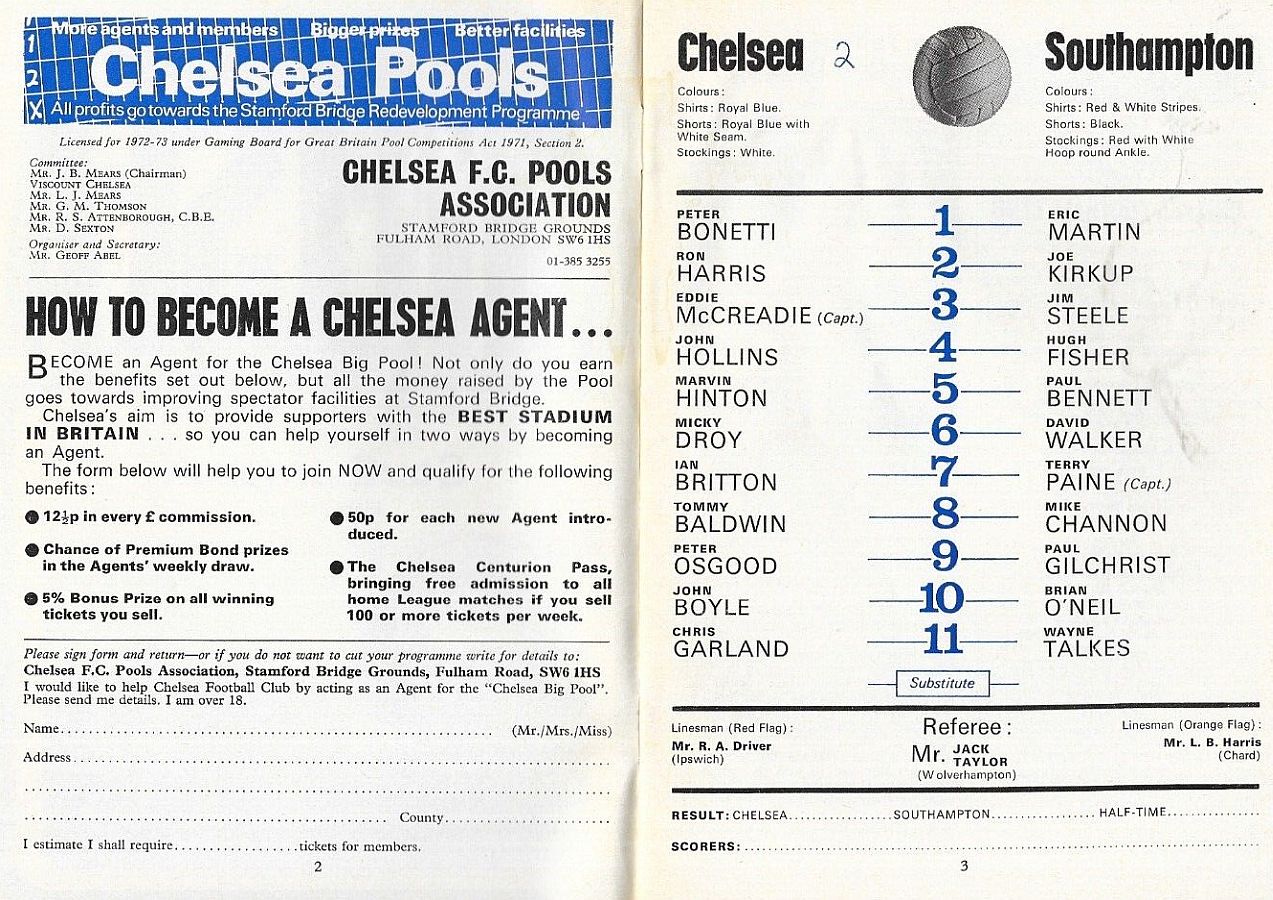 More agents and members Bigger prizes Better facilities
1
2
X
Chelsea Pools
All profits go towards the Stamford Bridge Redevelopment Programme
Licensed for 1972-73 under Gaming Board for Great Britain Pool Competitions Act 1971, Section 2.
Committee:
MR. J. B. MEARS (Chairman)
VISCOUNT CHELSEA
MR. L. J. MEARS
MR. G. M. THOMSON
MR. R. S. ATTENBOROUGH, C.B.E.
MR. D. SEXTON
Organiser and Secretary:
MR. GEOFF ABEL
CHELSEA F.C. POOLS
ASSOCIATION
STAMFORD BRIDGE GROUNDS
FULHAM ROAD, LONDON SW6 1HS
01-385 3255
HOW TO BECOME A CHELSEA AGENT...
BECOME an Agent for the Chelsea Big Pool! Not only do you earn
the benefits set out below, but all the money raised by the Pool
goes towards improving spectator facilities at Stamford Bridge.
Chelsea's aim is to provide supporters with the BEST STADIUM
IN BRITAIN . . . so you can help yourself in two ways by becoming
an Agent.
The form below will help you to join NOW and qualify for the following
benefits:
● 12½p in every £ commission.
● Chance of Premium Bond prizes
in the Agents' weekly draw.
● 5% Bonus Prize on all winning
tickets you sell.
● 50p for each new Agent intro-
duced.
● The Chelsea Centurion Pass,
bringing free admission to all
home League matches if you sell
100 or more tickets per week.
Please sign form and return—or if you do not want to cut your programme write for details to:
Chelsea F.C. Pools Association, Stamford Bridge Grounds, Fulham Road, SW6 1HS
I would like to help Chelsea Football Club by acting as an Agent for the "Chelsea Big Pool".
Please send me details. I am over 18.
Name.......................................................... (Mr./Mrs./Miss)
Address..........................................................
..........................................................
.......................................................... County..............................
I estimate I shall require..................tickets for members.
2
Chelsea 2
Colours:
Shirts: Royal Blue.
Shorts: Royal Blue with
White Seam.
Stockings: White.
Southampton
Colours:
Shirts: Red & White Stripes.
Shorts: Black.
Stockings: Red with White
Hoop round Ankle.
PETER ERIC
BONETTI 1 MARTIN
RON JOE
HARRIS 2 KIRKUP
EDDIE JIM
McCREADIE (Capt.) 3 STEELE
JOHN HUGH
HOLLINS 4 FISHER
MARVIN PAUL
HINTON 5 BENNETT
MICKY DAVID
DROY 6 WALKER
IAN TERRY
BRITTON 7 PAINE (Capt.)
TOMMY MIKE
BALDWIN 8 CHANNON
PETER PAUL
OSGOOD 9 GILCHRIST
JOHN BRIAN
BOYLE 10 O'NEIL
CHRIS WAYNE
GARLAND 11 TALKES
Substitute
Linesman (Red Flag):
Mr. R. A. Driver
(Ipswich)
Referee:
Mr. JACK
TAYLOR
(Wolverhampton)
Linesman (Orange Flag):
Mr. L. B. Harris
(Chard)
RESULT: CHELSEA..................SOUTHAMPTON..................HALF-TIME................
SCORERS: ..........................................................
3